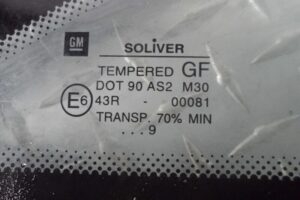 GM SOLIVER
TEMPERED GF
DOT 90 AS2 M30
E6 43R - 00081
TRANSP. 70% MIN
...9